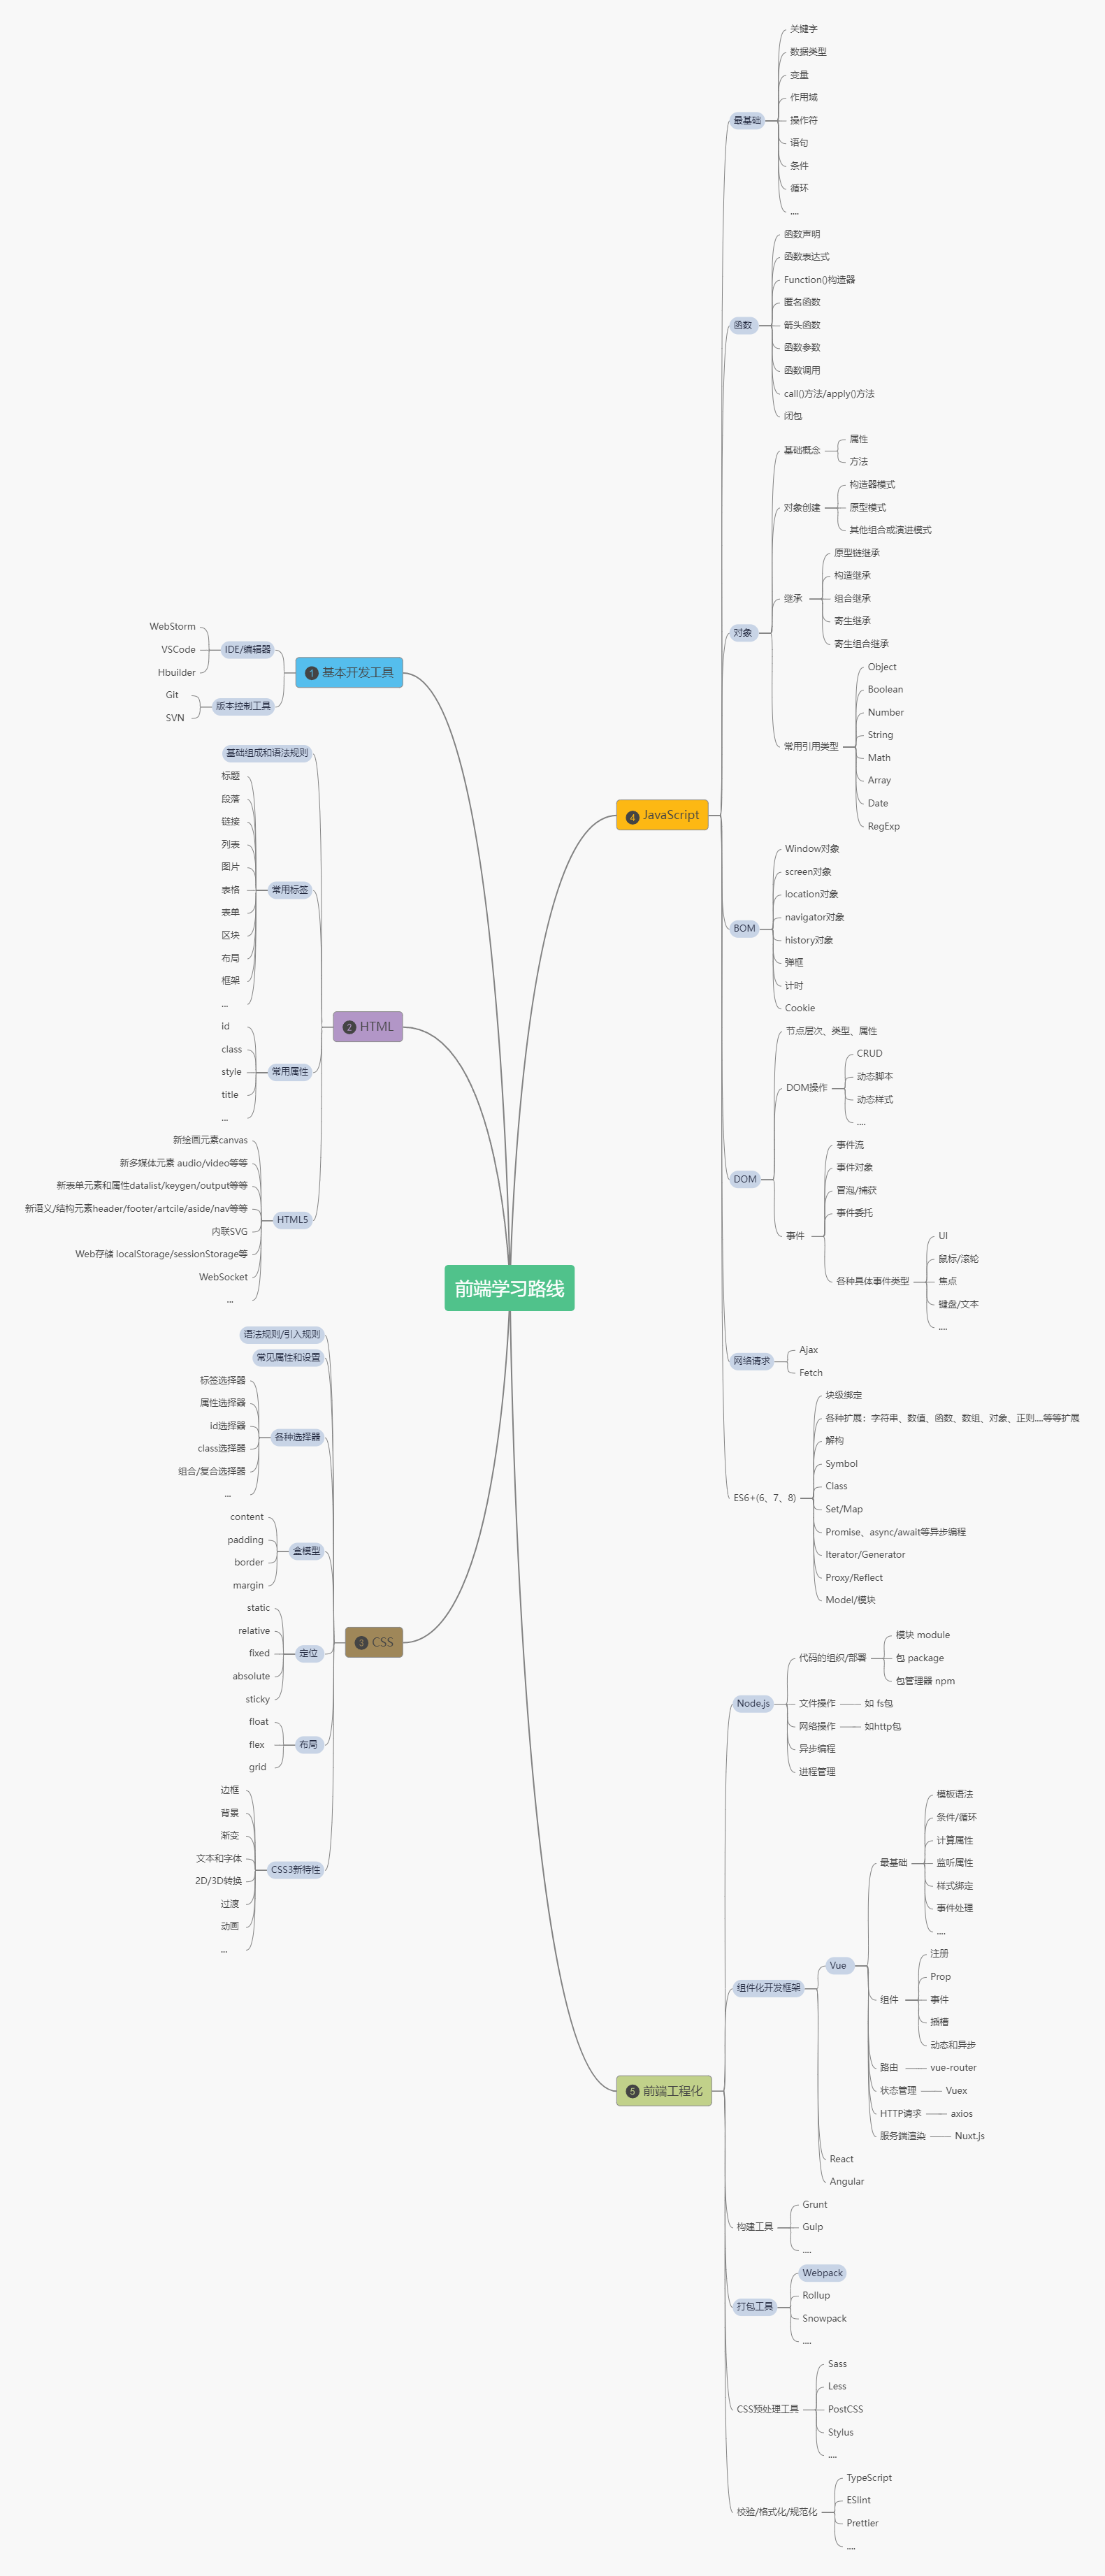 前端学习路线
1 基本开发工具
IDE/编辑器
WebStorm
VSCode
Hbuilder
版本控制工具
Git
SVN
2 HTML
基础组成和语法规则
常用标签
标题
段落
链接
列表
图片
表格
表单
区块
布局
框架
...
常用属性
id
class
style
title
...
HTML5
新绘画元素canvas
新多媒体元素 audio/video等等
新表单元素和属性datalist/keygen/output等等
新语义/结构元素header/footer/artcile/aside/nav等等
内联SVG
Web存储 localStorage/sessionStorage等
WebSocket
...
3 CSS
语法规则/引入规则
常见属性和设置
各种选择器
标签选择器
属性选择器
id选择器
class选择器
组合/复合选择器
...
盒模型
content
padding
border
margin
定位
static
relative
fixed
absolute
sticky
布局
float
flex
grid
CSS3新特性
边框
背景
渐变
文本和字体
2D/3D转换
过渡
动画
...
4 JavaScript
最基础
关键字
数据类型
变量
作用域
操作符
语句
条件
循环
....
函数
函数声明
函数表达式
Function()构造器
匿名函数
箭头函数
函数参数
函数调用
call()方法/apply()方法
闭包
对象
基础概念
属性
方法
对象创建
构造器模式
原型模式
其他组合或演进模式
继承
原型链继承
构造继承
组合继承
寄生继承
寄生组合继承
常用引用类型
Object
Boolean
Number
String
Math
Array
Date
RegExp
BOM
Window对象
screen对象
location对象
navigator对象
history对象
弹框
计时
Cookie
DOM
节点层次、类型、属性
DOM操作
CRUD
动态脚本
动态样式
....
事件
事件流
事件对象
冒泡/捕获
事件委托
各种具体事件类型
UI
鼠标/滚轮
焦点
键盘/文本
....
网络请求
Ajax
Fetch
ES6+(6、7、8)
块级绑定
各种扩展：字符串、数值、函数、数组、对象、正则....等等扩展
解构
Symbol
Class
Set/Map
Promise、async/await等异步编程
Iterator/Generator
Proxy/Reflect
Model/模块
5 前端工程化
Node.js
代码的组织/部署
模块 module
包 package
包管理器 npm
文件操作
如 fs包
网络操作
如http包
异步编程
进程管理
组件化开发框架
Vue
最基础
模板语法
条件/循环
计算属性
监听属性
样式绑定
事件处理
....
组件
注册
Prop
事件
插槽
动态和异步
路由
vue-router
状态管理
Vuex
HTTP请求
axios
服务端渲染
Nuxt.js
React
Angular
构建工具
Grunt
Gulp
....
打包工具
Webpack
Rollup
Snowpack
....
CSS预处理工具
Sass
Less
PostCSS
Stylus
....
校验/格式化/规范化
TypeScript
ESlint
Prettier
....